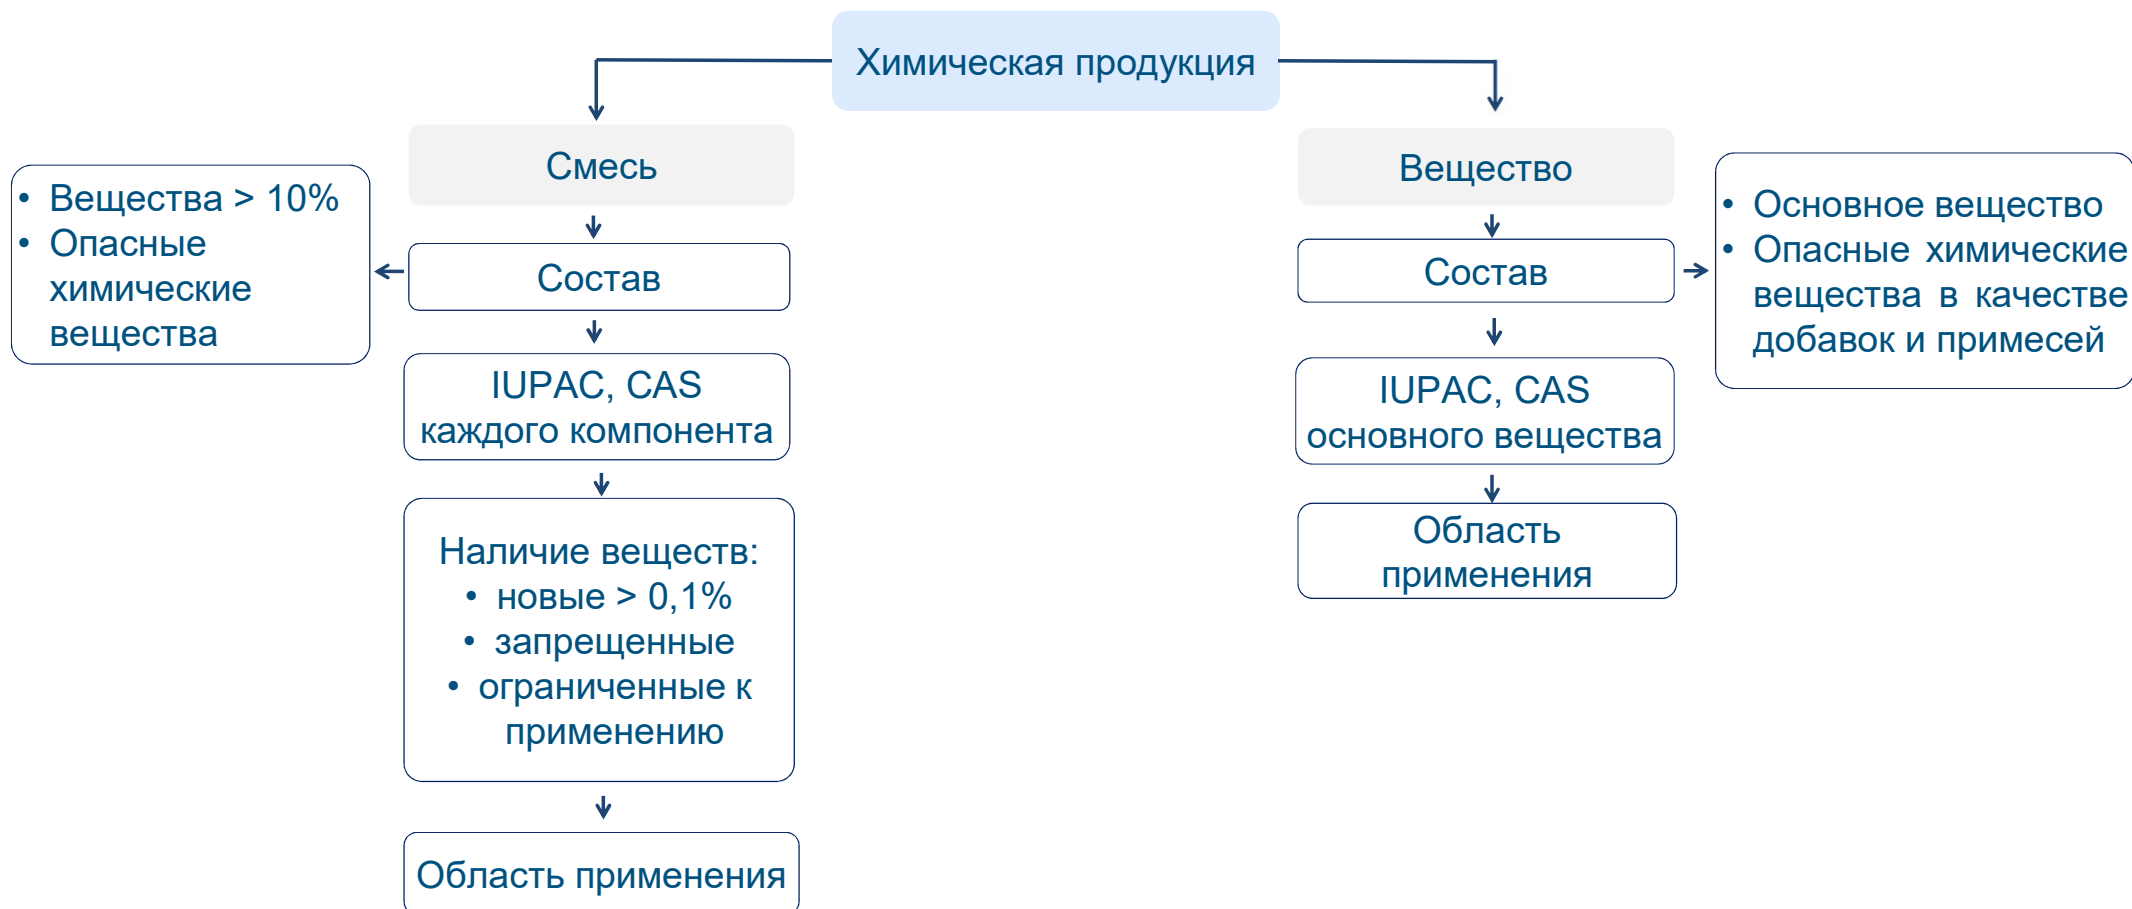 Химическая продукция
Смесь
• Вещества > 10%
• Опасные
химические
вещества
Состав
IUPAC, CAS
каждого компонента
Наличие веществ:
• новые > 0,1%
• запрещенные
• ограниченные к
применению
Область применения
Вещество
Состав
• Основное вещество
• Опасные химические
вещества в качестве
добавок и примесей
IUPAC, CAS
основного вещества
Область
применения